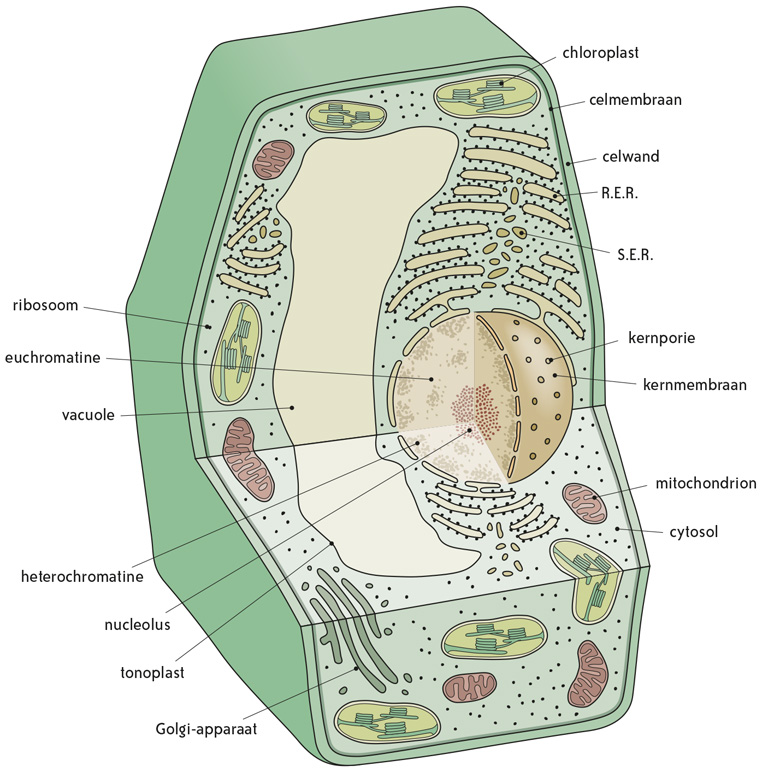 chloroplast
celmembraan
celwand
R.E.R.
S.E.R.
ribosoom
kernporie
euchromatine
kernmembraan
vacuole
mitochondrion
cytosol
heterochromatine
nucleolus
tonoplast
Golgi-apparaat